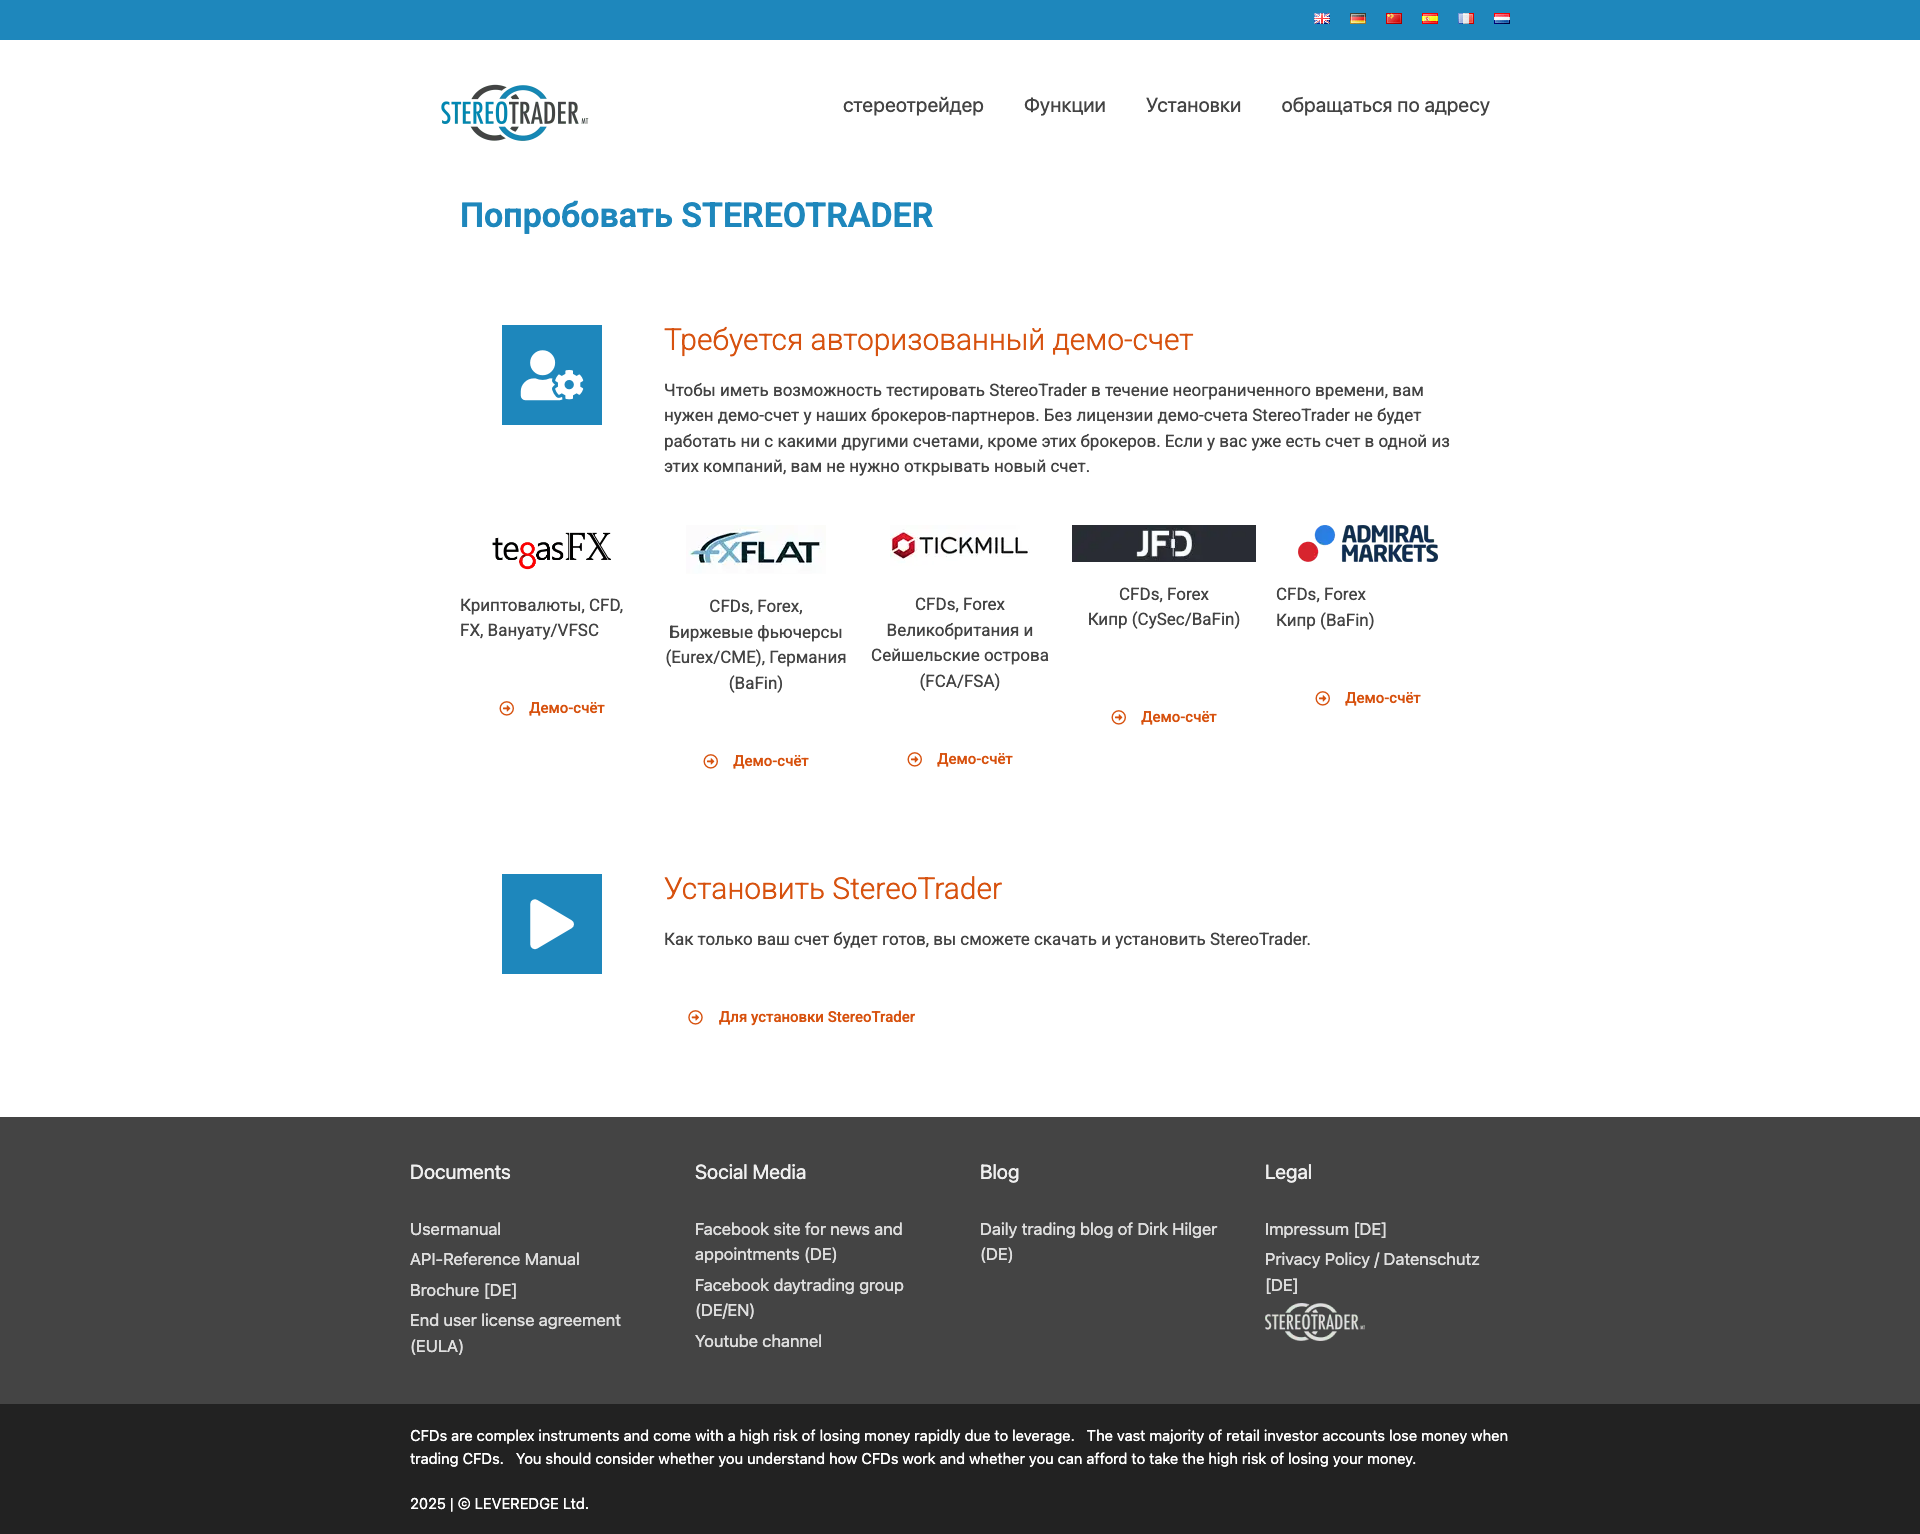 STEREOTRADER MT
стереотрейдер
Функции
Установки
обращаться по адресу
Попробовать STEREOTRADER
Требуется авторизованный демо-счет
Чтобы иметь возможность тестировать StereoTrader в течение неограниченного времени, вам
нужен демо-счет у наших брокеров-партнеров. Без лицензии демо-счета StereoTrader не будет
работать ни с какими другими счетами, кроме этих брокеров. Если у вас уже есть счет в одной из
этих компаний, вам не нужно открывать новый счет.
te8asFX
Криптовалюты, CFD,
FX, Вануату/VFSC
Демо-счёт
FXFLAT
CFDs, Forex,
Биржевые фьючерсы
(Eurex/CME), Германия
(BaFin)
Демо-счёт
TICKMILL
CFDs, Forex
Великобритания и
Сейшельские острова
(FCA/FSA)
Демо-счёт
JFD
CFDs, Forex
Кипр (CySec/BaFin)
Демо-счёт
ADMIRAL
MARKETS
CFDs, Forex
Кипр (BaFin)
Демо-счёт
Установить StereoTrader
Как только ваш счет будет готов, вы сможете скачать и установить StereoTrader.
Для установки StereoTrader
Documents
Usermanual
API-Reference Manual
Brochure [DE]
End user license agreement
(EULA)
Social Media
Facebook site for news and
appointments (DE)
Facebook daytrading group
(DE/EN)
Youtube channel
Blog
Daily trading blog of Dirk Hilger
(DE)
Legal
Impressum [DE]
Privacy Policy / Datenschutz
[DE]
STEREOTRADER MT
CFDs are complex instruments and come with a high risk of losing money rapidly due to leverage. The vast majority of retail investor accounts lose money when
trading CFDs. You should consider whether you understand how CFDs work and whether you can afford to take the high risk of losing your money.
2025 | © LEVEREDGE Ltd.